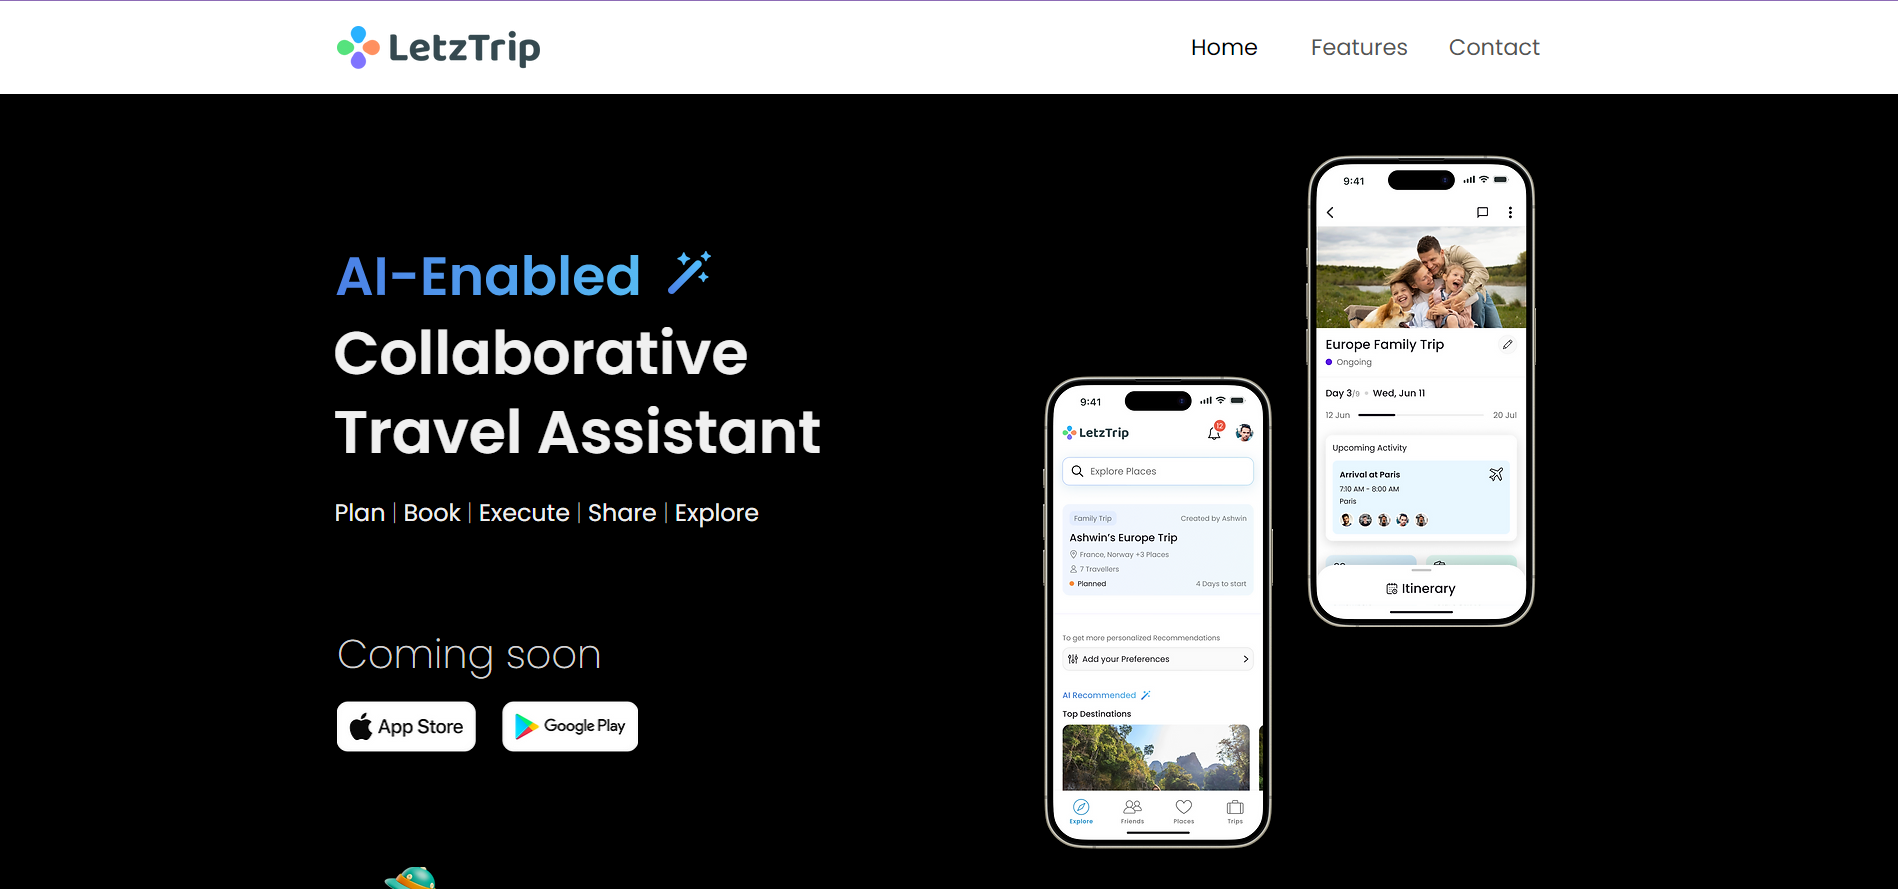 LetzTrip
Home Features Contact
AI-Enabled
Collaborative
Travel Assistant
Plan | Book | Execute | Share | Explore
Coming soon
App Store
Google Play
9:41
LetzTrip
12
Explore Places
Family Trip Created by Ashwin
Ashwin's Europe Trip
France, Norway +3 Places
7 Travellers
Planned 4 Days to start
To get more personalized Recommendations
Add your Preferences
AI Recommended
Top Destinations
Explore Friends Places Trips
9:41
Europe Family Trip
Ongoing
Day 3/9 Wed, Jun 11
12 Jun 20 Jul
Upcoming Activity
Arrival at Paris
7:10 AM - 8:00 AM
Paris
Itinerary